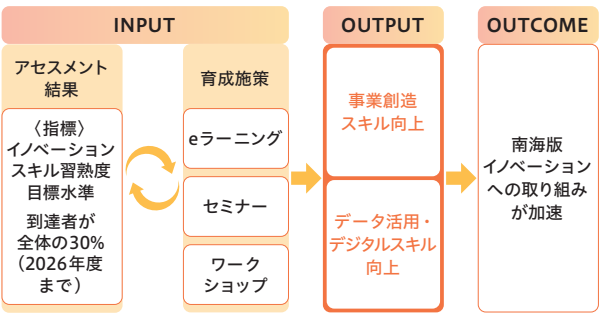 INPUT
アセスメント
結果
〈指標〉
イノベーション
スキル習熟度
目標水準
到達者が
全体の30%
（2026年度
まで）
育成施策
eラーニング
セミナー
ワーク
ショップ
OUTPUT
事業創造
スキル向上
データ活用・
デジタルスキル
向上
OUTCOME
南海版
イノベーション
への取り組み
が加速